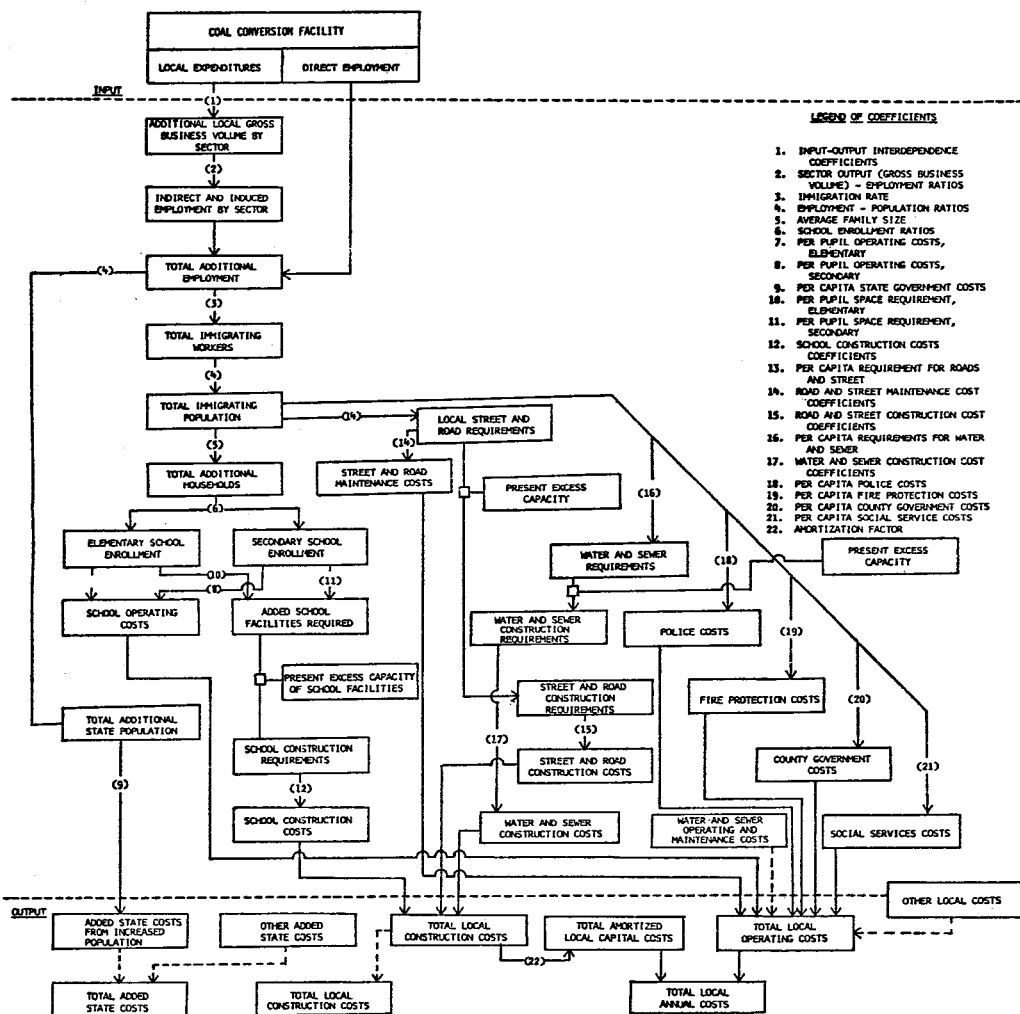 COAL CONVERSION FACILITY
LOCAL EXPENDITURES
DIRECT EMPLOYMENT
INPUT
(1)
ADDITIONAL LOCAL GROSS
BUSINESS VOLUME BY
SECTOR
(2)
INDIRECT AND INDUCED
EMPLOYMENT BY SECTOR
(4)
TOTAL ADDITIONAL
EMPLOYMENT
(3)
TOTAL IMMIGRATING
WORKERS
(4)
TOTAL IMMIGRATING
POPULATION
(5)
TOTAL ADDITIONAL
HOUSEHOLDS
(6)
LEGEND OF COEFFICIENTS
1. INPUT-OUTPUT INTERDEPENDENCE
COEFFICIENTS
2. SECTOR OUTPUT (GROSS BUSINESS
VOLUME) - EMPLOYMENT RATIOS
3. IMMIGRATION RATE
4. EMPLOYMENT - POPULATION RATIOS
5. AVERAGE FAMILY SIZE
6. SCHOOL ENROLLMENT RATIOS
7. PER PUPIL OPERATING COSTS,
ELEMENTARY
8. PER PUPIL OPERATING COSTS,
SECONDARY
9. PER CAPITA STATE GOVERNMENT COSTS
10. PER PUPIL SPACE REQUIREMENT,
ELEMENTARY
11. PER PUPIL SPACE REQUIREMENT,
SECONDARY
12. SCHOOL CONSTRUCTION COSTS
COEFFICIENTS
13. PER CAPITA REQUIREMENT FOR ROADS
AND STREET
14. ROAD AND STREET MAINTENANCE COST
COEFFICIENTS
15. ROAD AND STREET CONSTRUCTION COST
COEFFICIENTS
16. PER CAPITA REQUIREMENTS FOR WATER
AND SEWER
17. WATER AND SEWER CONSTRUCTION COST
COEFFICIENTS
18. PER CAPITA POLICE COSTS
19. PER CAPITA FIRE PROTECTION COSTS
20. PER CAPITA COUNTY GOVERNMENT COSTS
21. PER CAPITA SOCIAL SERVICE COSTS
22. AMORTIZATION FACTOR
(14)
LOCAL STREET AND
ROAD REQUIREMENTS
(14)
STREET AND ROAD
MAINTENANCE COSTS
PRESENT EXCESS
CAPACITY
(16)
(18)
ELEMENTARY SCHOOL
ENROLLMENT
SECONDARY SCHOOL
ENROLLMENT
WATER AND SEWER
REQUIREMENTS
PRESENT EXCESS
CAPACITY
(10)
(8)
(11)
SCHOOL OPERATING
COSTS
ADDED SCHOOL
FACILITIES REQUIRED
WATER AND SEWER
CONSTRUCTION
REQUIREMENTS
POLICE COSTS
(19)
PRESENT EXCESS CAPACITY
OF SCHOOL FACILITIES
STREET AND ROAD
CONSTRUCTION
REQUIREMENTS
FIRE PROTECTION COSTS
(20)
TOTAL ADDITIONAL
STATE POPULATION
SCHOOL CONSTRUCTION
REQUIREMENTS
(17)
(15)
STREET AND ROAD
CONSTRUCTION COSTS
COUNTY GOVERNMENT
COSTS
(21)
(9)
(12)
SCHOOL CONSTRUCTION
COSTS
WATER AND SEWER
CONSTRUCTION COSTS
WATER AND SEWER
OPERATING AND
MAINTENANCE COSTS
SOCIAL SERVICES COSTS
OTHER LOCAL COSTS
OUTPUT
ADDED STATE COSTS
FROM INCREASED
POPULATION
OTHER ADDED
STATE COSTS
TOTAL LOCAL
CONSTRUCTION COSTS
(22)
TOTAL AMORTIZED
LOCAL CAPITAL COSTS
TOTAL LOCAL
OPERATING COSTS
TOTAL ADDED
STATE COSTS
TOTAL LOCAL
CONSTRUCTION COSTS
TOTAL LOCAL
ANNUAL COSTS